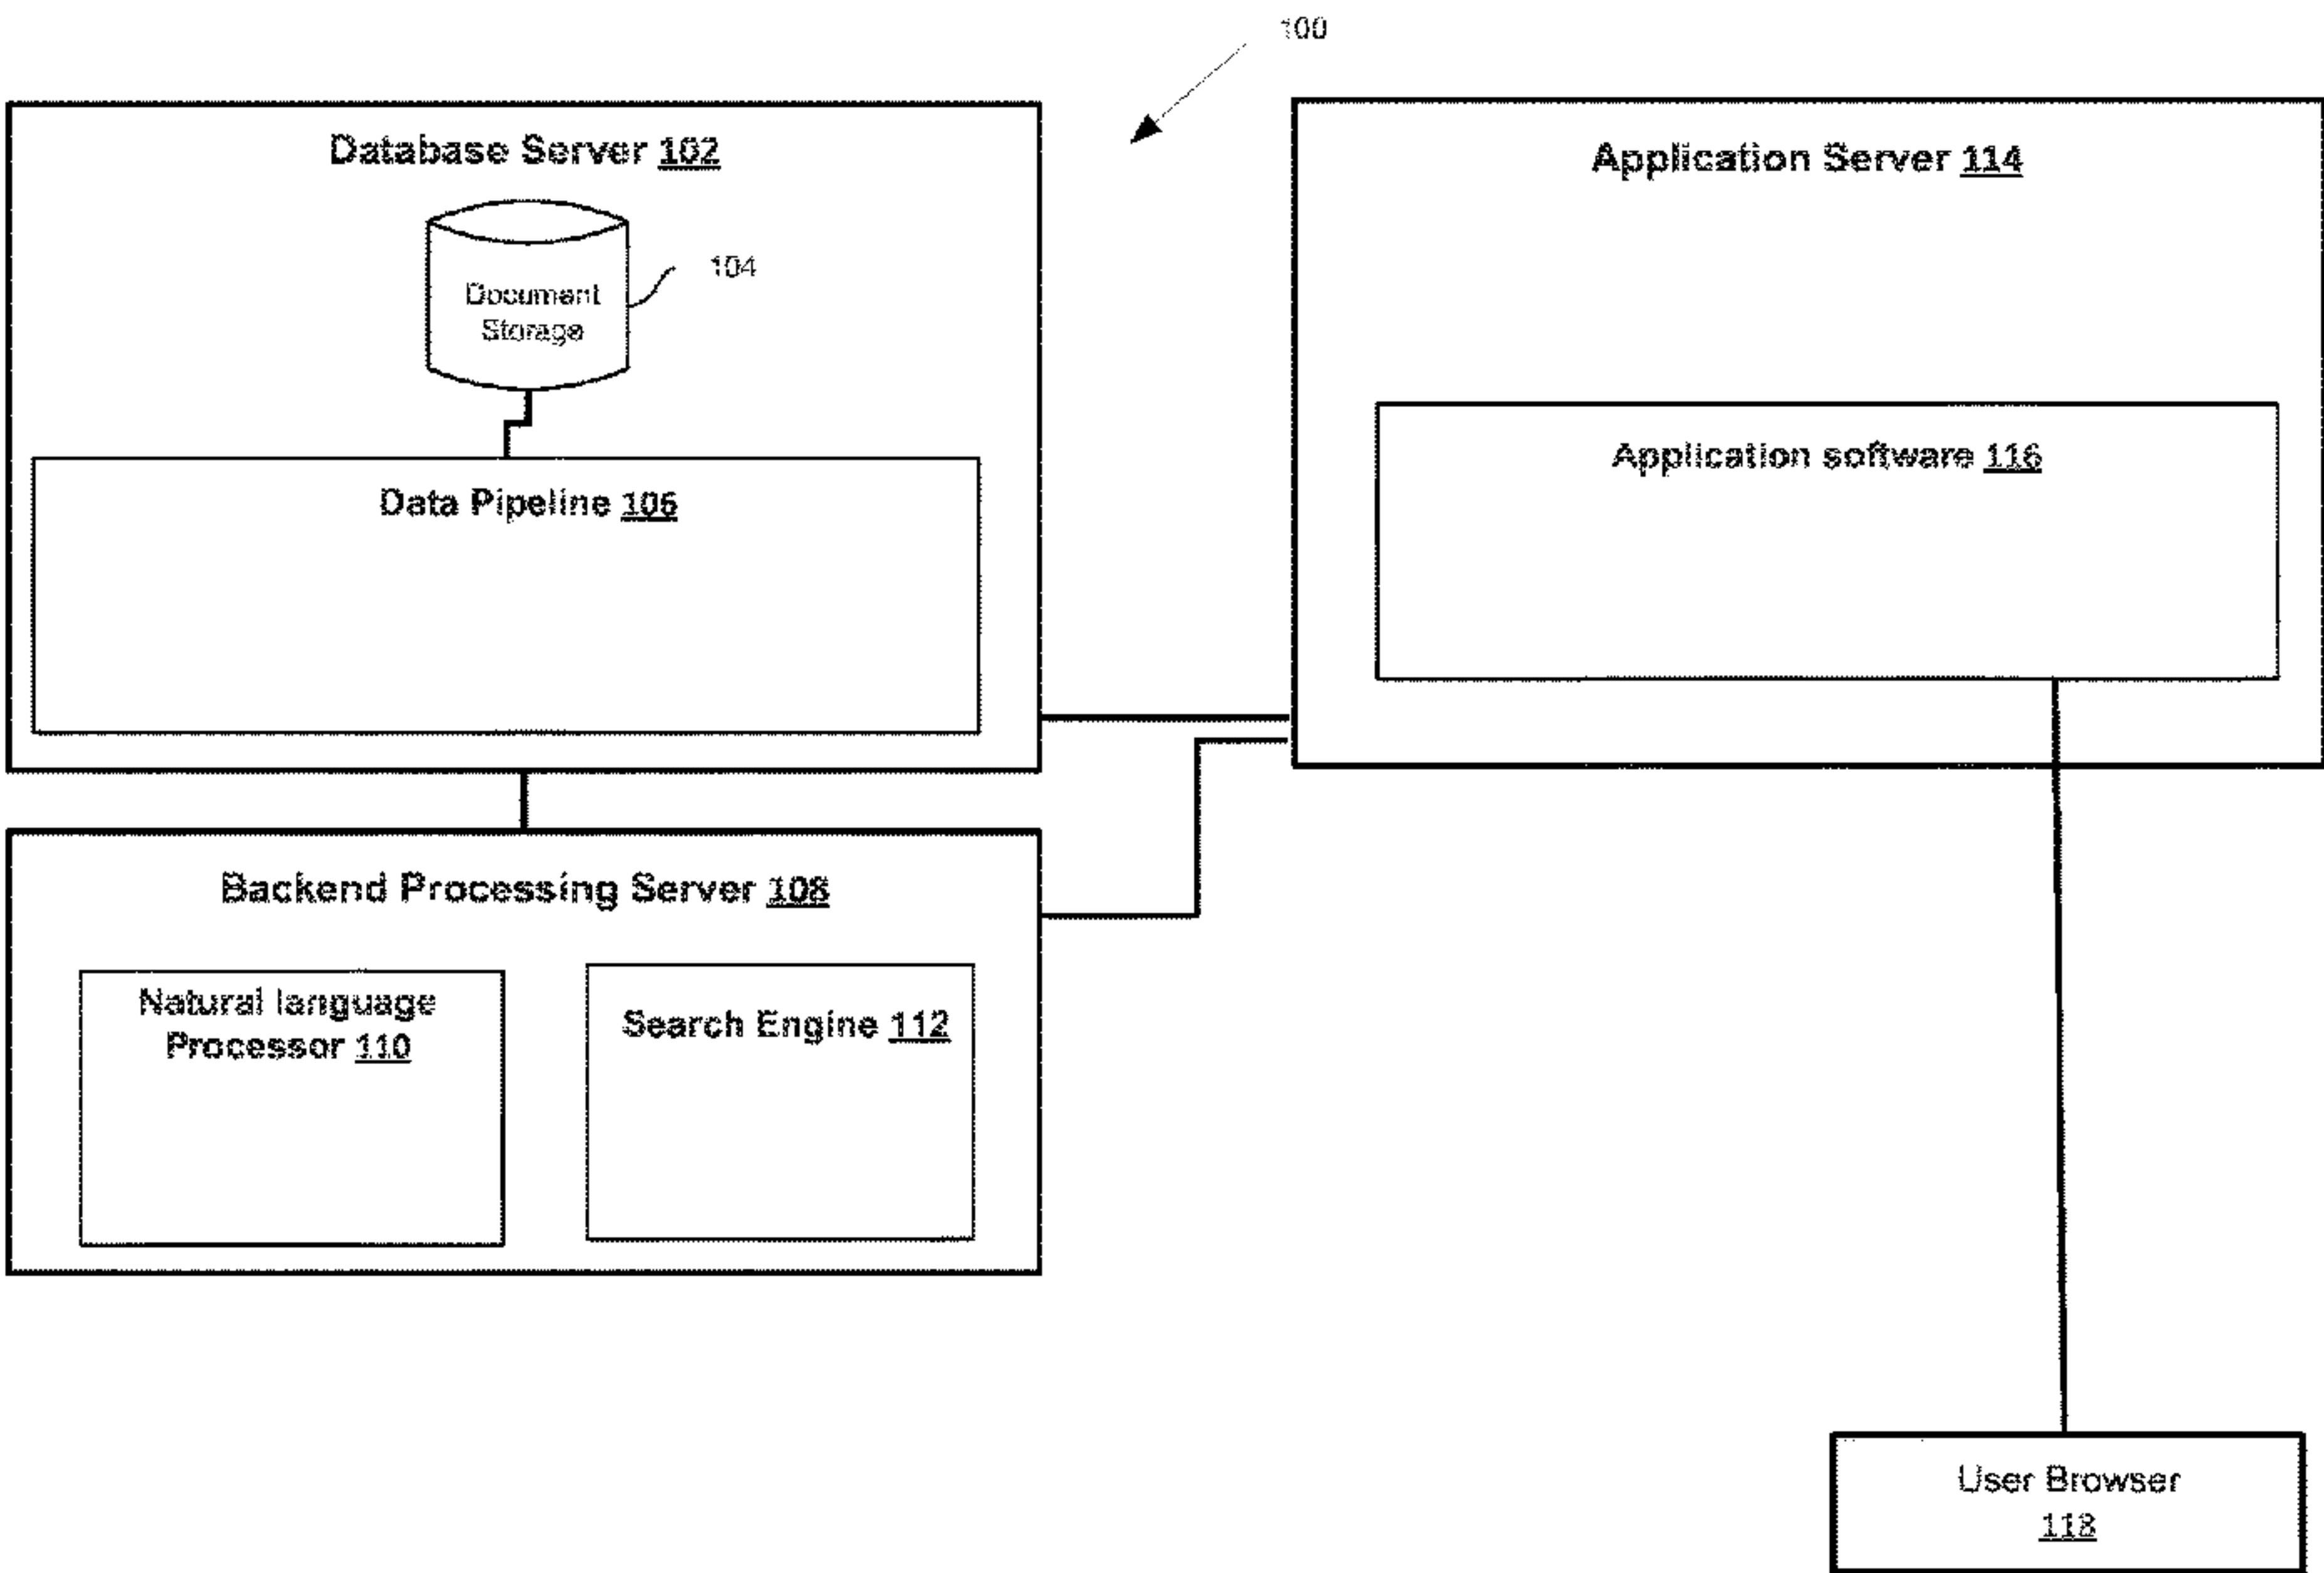 100
Database Server 102
Document
Storage
104
Data Pipeline 106
Application Server 114
Application software 116
Backend Processing Server 108
Natural language
Processor 110
Search Engine 112
User Browser
118